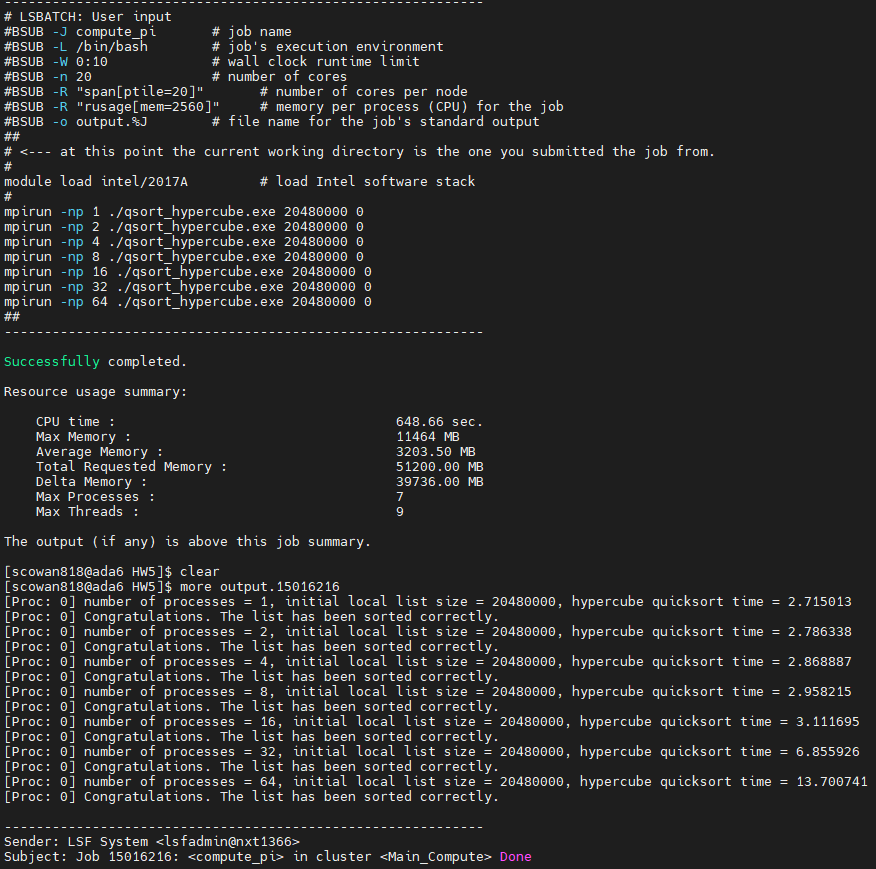 ------------------------------------------------------------
# LSBATCH: User input
#BSUB -J compute_pi       # job name
#BSUB -L /bin/bash        # job's execution environment
#BSUB -W 0:10             # wall clock runtime limit
#BSUB -n 20               # number of cores
#BSUB -R "span[ptile=20]"       # number of cores per node
#BSUB -R "rusage[mem=2560]"     # memory per process (CPU) for the job
#BSUB -o output.%J        # file name for the job's standard output
##
# <--- at this point the current working directory is the one you submitted the job from.
#
module load intel/2017A         # load Intel software stack
#
mpirun -np 1 ./qsort_hypercube.exe 20480000 0
mpirun -np 2 ./qsort_hypercube.exe 20480000 0
mpirun -np 4 ./qsort_hypercube.exe 20480000 0
mpirun -np 8 ./qsort_hypercube.exe 20480000 0
mpirun -np 16 ./qsort_hypercube.exe 20480000 0
mpirun -np 32 ./qsort_hypercube.exe 20480000 0
mpirun -np 64 ./qsort_hypercube.exe 20480000 0
##
------------------------------------------------------------
Successfully completed.
Resource usage summary:
    CPU time :                                   648.66 sec.
    Max Memory :                                 11464 MB
    Average Memory :                             3203.50 MB
    Total Requested Memory :                     51200.00 MB
    Delta Memory :                               39736.00 MB
    Max Processes :                              7
    Max Threads :                                9
The output (if any) is above this job summary.
[scowan818@ada6 HW5]$ clear
[scowan818@ada6 HW5]$ more output.15016216
[Proc: 0] number of processes = 1, initial local list size = 20480000, hypercube quicksort time = 2.715013
[Proc: 0] Congratulations. The list has been sorted correctly.
[Proc: 0] number of processes = 2, initial local list size = 20480000, hypercube quicksort time = 2.786338
[Proc: 0] Congratulations. The list has been sorted correctly.
[Proc: 0] number of processes = 4, initial local list size = 20480000, hypercube quicksort time = 2.868887
[Proc: 0] Congratulations. The list has been sorted correctly.
[Proc: 0] number of processes = 8, initial local list size = 20480000, hypercube quicksort time = 2.958215
[Proc: 0] Congratulations. The list has been sorted correctly.
[Proc: 0] number of processes = 16, initial local list size = 20480000, hypercube quicksort time = 3.111695
[Proc: 0] Congratulations. The list has been sorted correctly.
[Proc: 0] number of processes = 32, initial local list size = 20480000, hypercube quicksort time = 6.855926
[Proc: 0] Congratulations. The list has been sorted correctly.
[Proc: 0] number of processes = 64, initial local list size = 20480000, hypercube quicksort time = 13.700741
[Proc: 0] Congratulations. The list has been sorted correctly.
------------------------------------------------------------
Sender: LSF System <lsfadmin@nxt1366>
Subject: Job 15016216: <compute_pi> in cluster <Main_Compute> Done